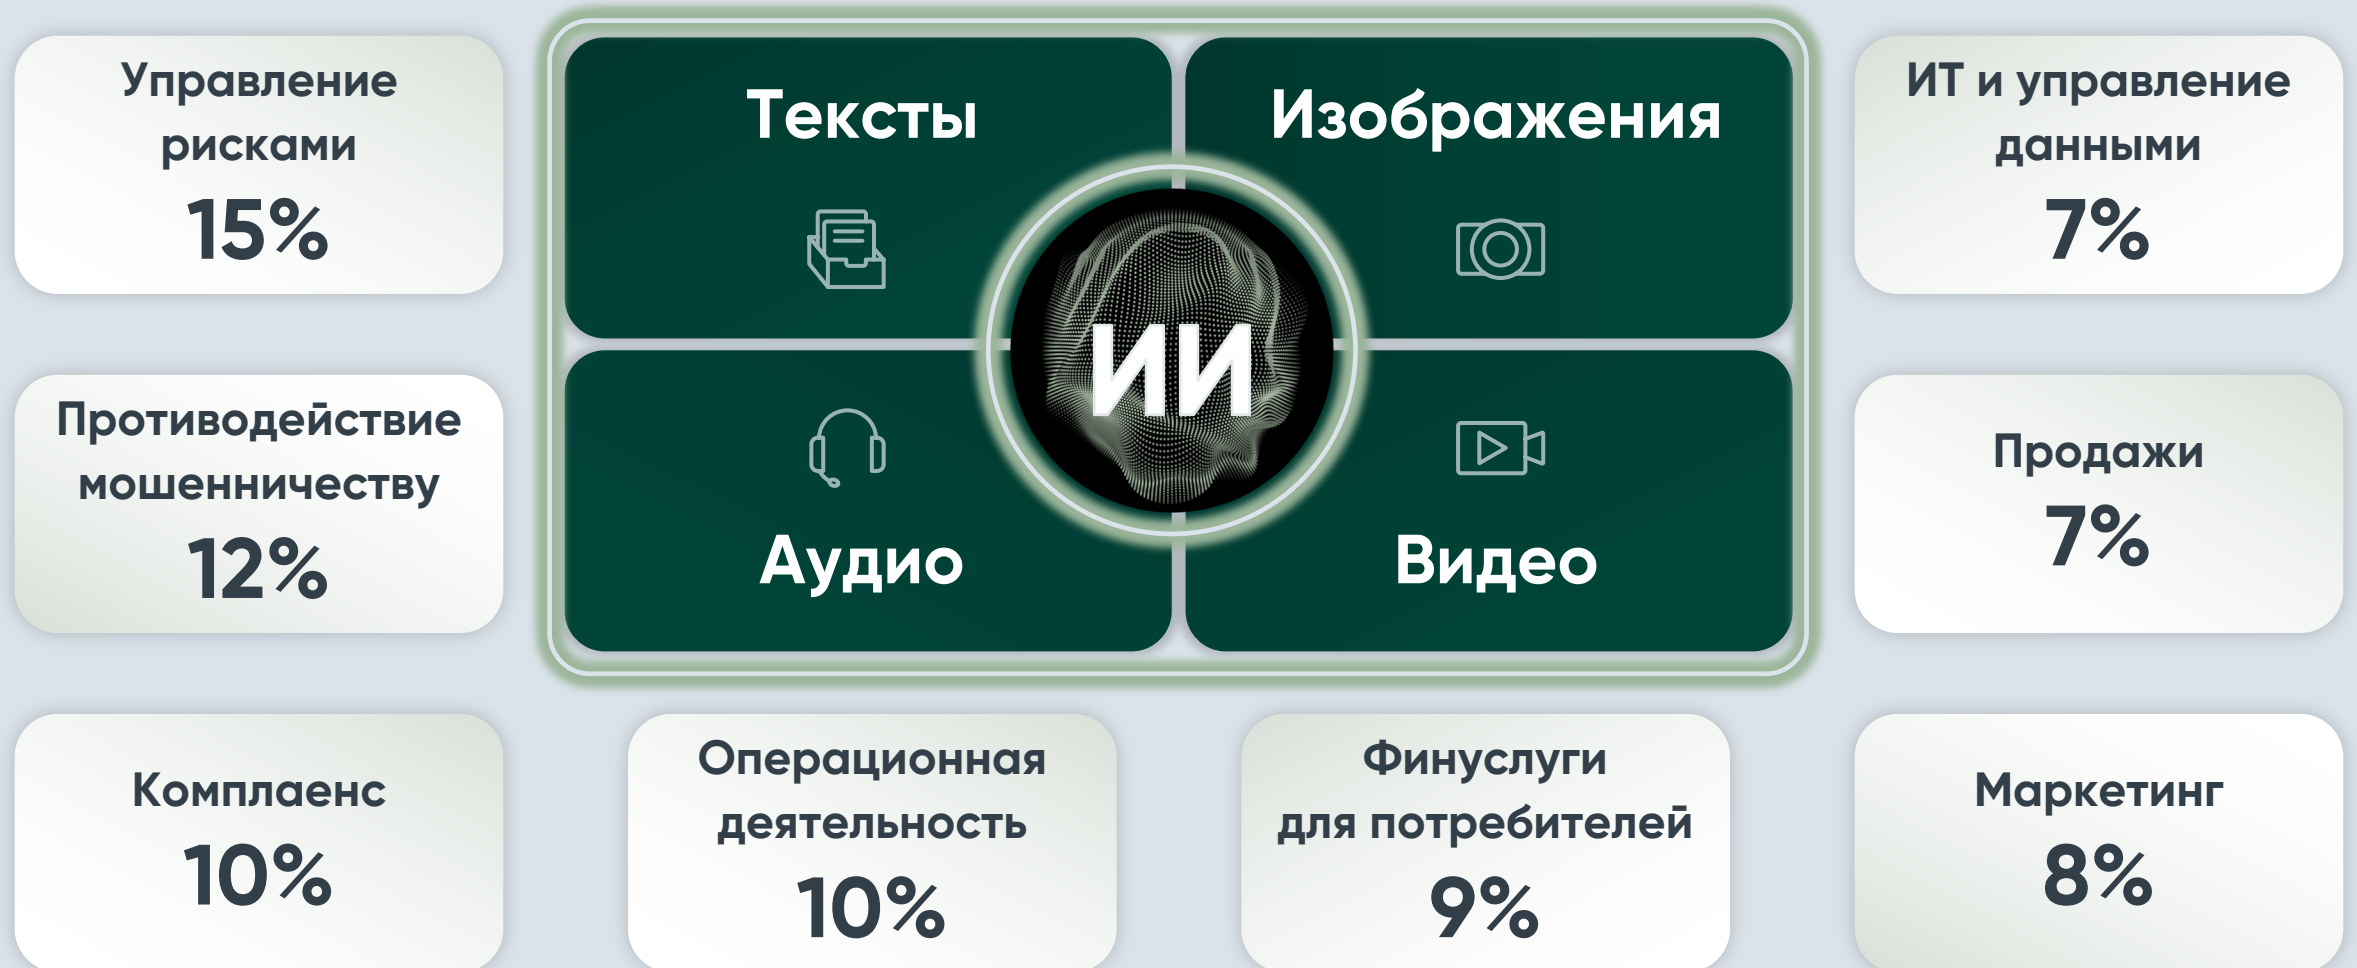 Управление
рисками
15%
Противодействие
мошенничеству
12%
Комплаенс
10%
Тексты
Изображения
ИИ
Аудио
Видео
Операционная
деятельность
10%
Финуслуги
для потребителей
9%
ИТ и управление
данными
7%
Продажи
7%
Маркетинг
8%